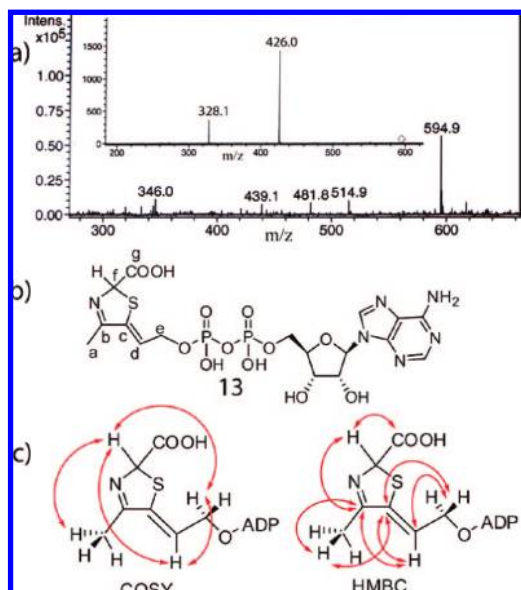 Intens.
x10⁵
a)
1.00
0.75
0.50
0.25
0.00
1500
1000
500
0
426.0
328.1
200 300 400 500 600
m/z
594.9
346.0
439.1
481.8
514.9
300 400 500 600
m/z
b)
g
H f COOH
N S
b c e
a d
O O
O P O P O
OH OH
O
HO OH
N N NH₂
N N
13
c)
H COOH
N S
H H
H H
H O ADP
COSY
H COOH
N S
H H
H H
H O ADP
HMBC